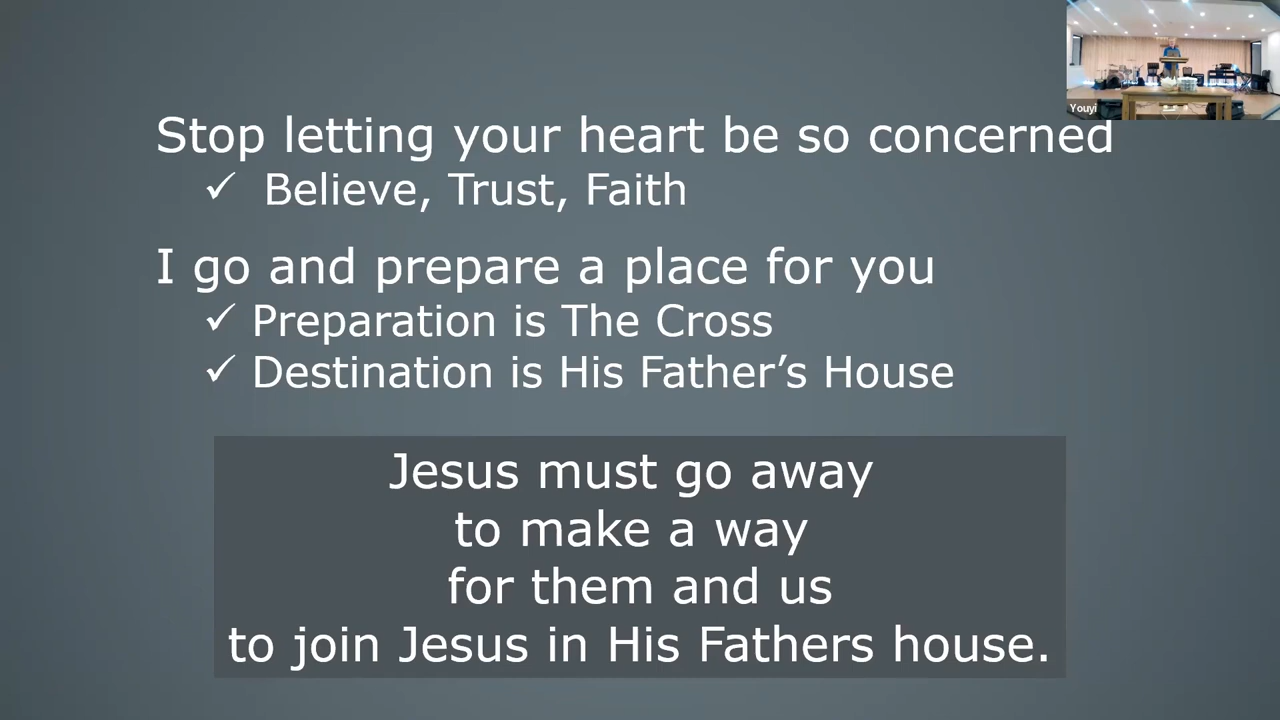 Youyi
Stop letting your heart be so concerned
✓ Believe, Trust, Faith
I go and prepare a place for you
✓ Preparation is The Cross
✓ Destination is His Father’s House
Jesus must go away
to make a way
for them and us
to join Jesus in His Fathers house.